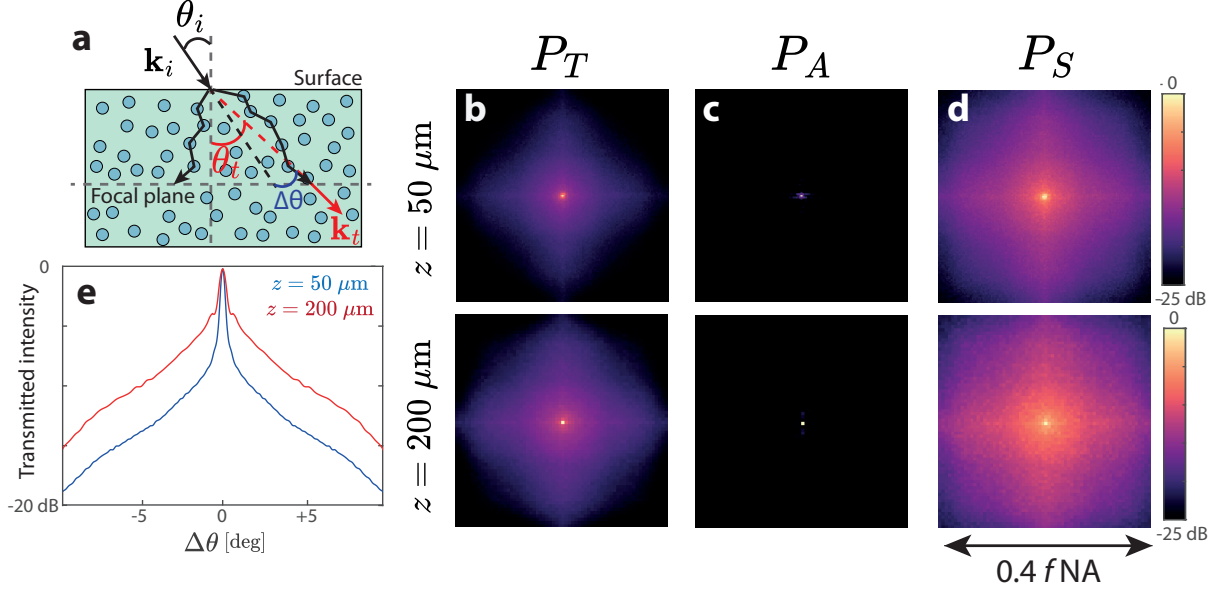 a
θ_i
k_i
Surface
θ_t
Focal plane
Δθ
k_t
e
0
z = 50 μm
z = 200 μm
Transmitted intensity
-20 dB
-5
0
+5
Δθ [deg]
P_T
P_A
P_S
z = 50 μm
b
c
d
- 0
-25 dB
z = 200 μm
0
-25 dB
0.4 f NA